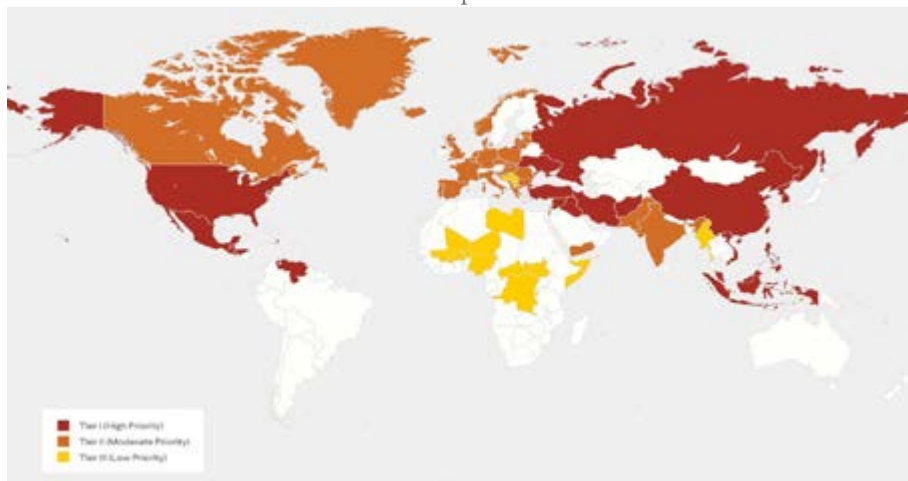 Tier I (High Priority)
Tier II (Moderate Priority)
Tier III (Low Priority)